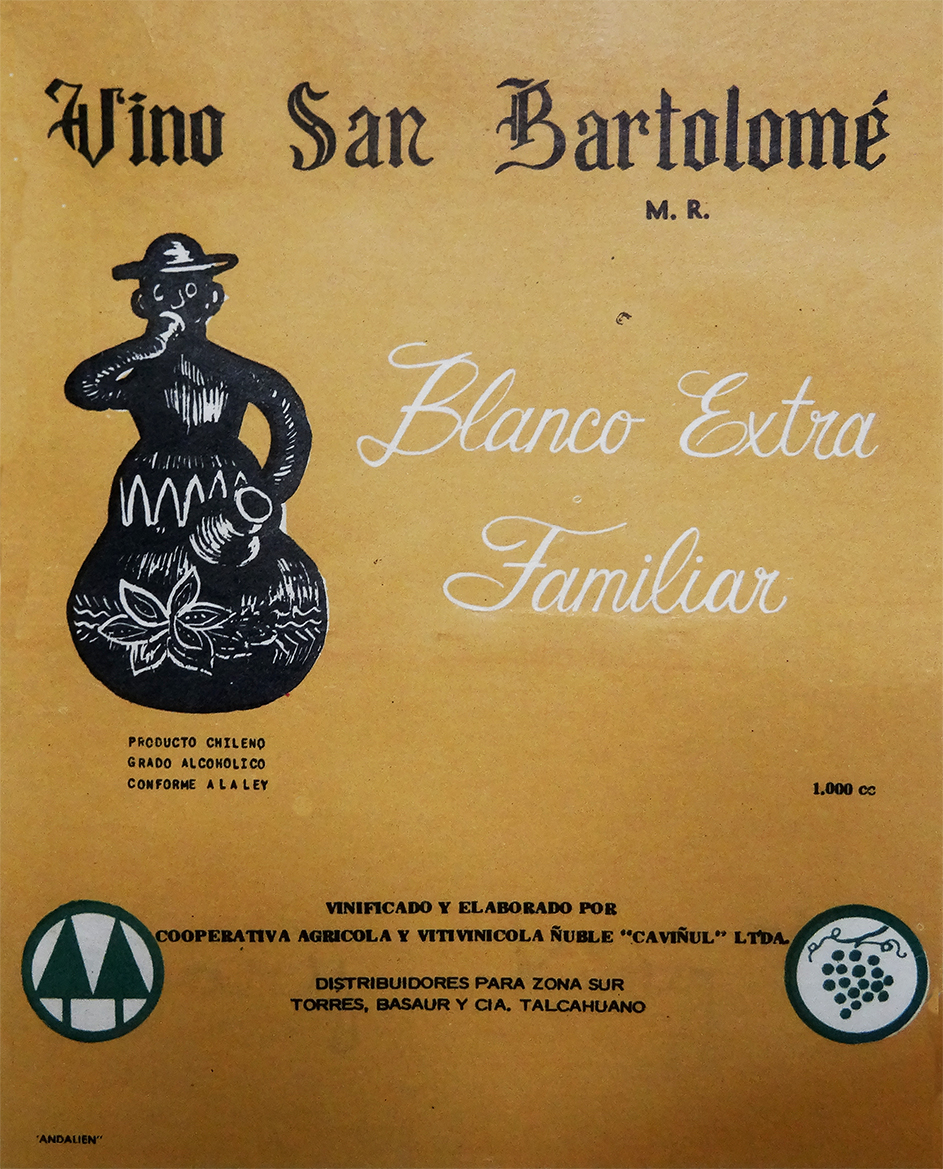 Vino San Bartolomé
M. R.
Blanco Extra
Familiar
PRODUCTO CHILENO
GRADO ALCOHOLICO
CONFORME A LA LEY
1.000 cc
VINIFICADO Y ELABORADO POR
COOPERATIVA AGRICOLA Y VITIVINICOLA ÑUBLE "CAVIÑUL" LTDA.
DISTRIBUIDORES PARA ZONA SUR
TORRES, BASAUR Y CIA. TALCAHUANO
"ANDALIEN"